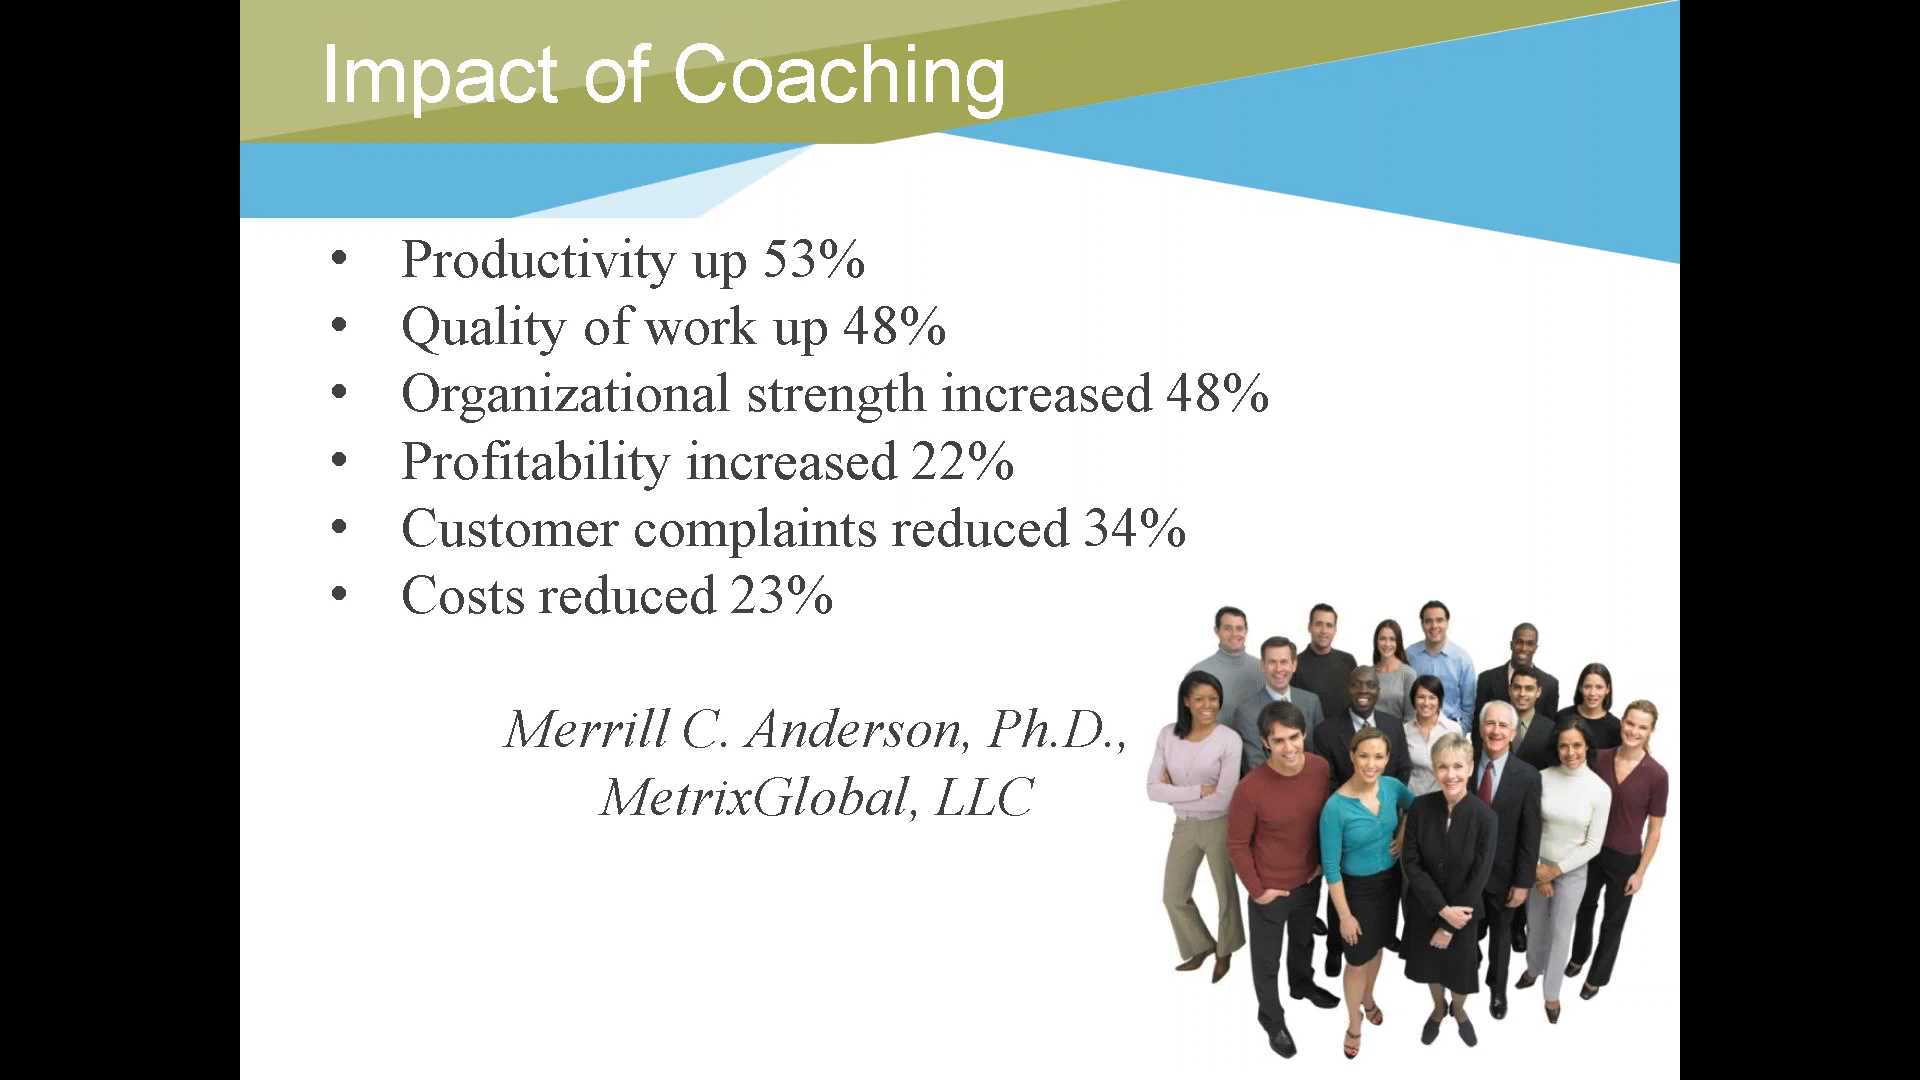 Impact of Coaching
• Productivity up 53%
• Quality of work up 48%
• Organizational strength increased 48%
• Profitability increased 22%
• Customer complaints reduced 34%
• Costs reduced 23%
Merrill C. Anderson, Ph.D.,
MetrixGlobal, LLC